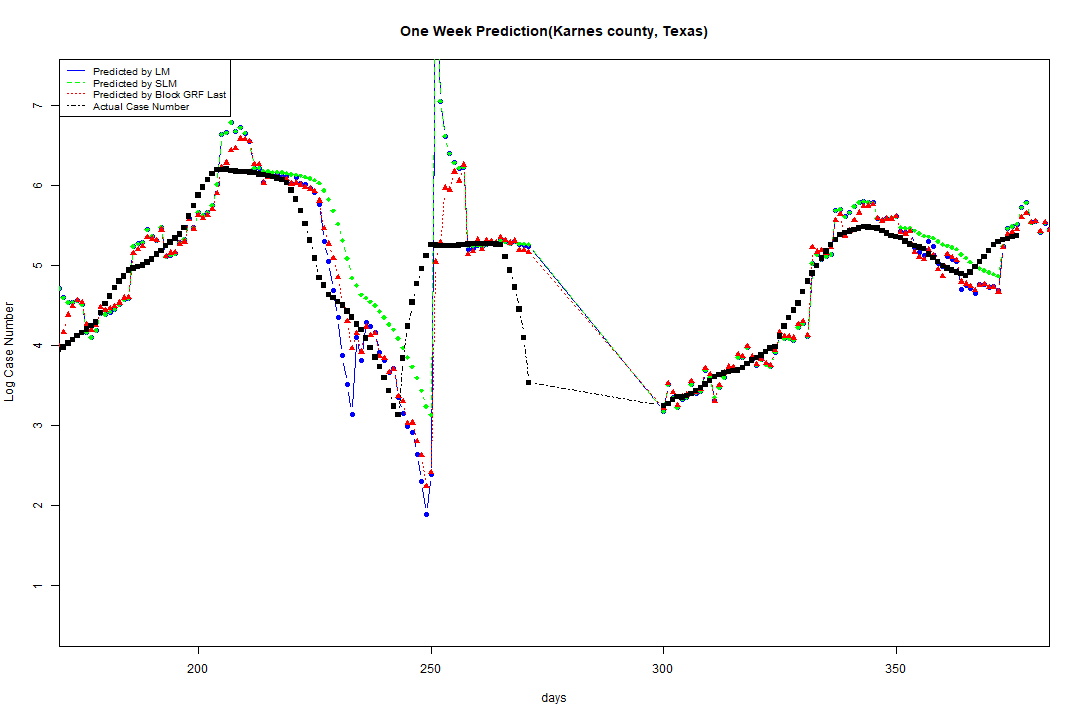 One Week Prediction(Karnes county, Texas)
Predicted by LM
Predicted by SLM
Predicted by Block GRF Last
Actual Case Number
7
6
5
4
3
2
1
Log Case Number
200 250 300 350
days